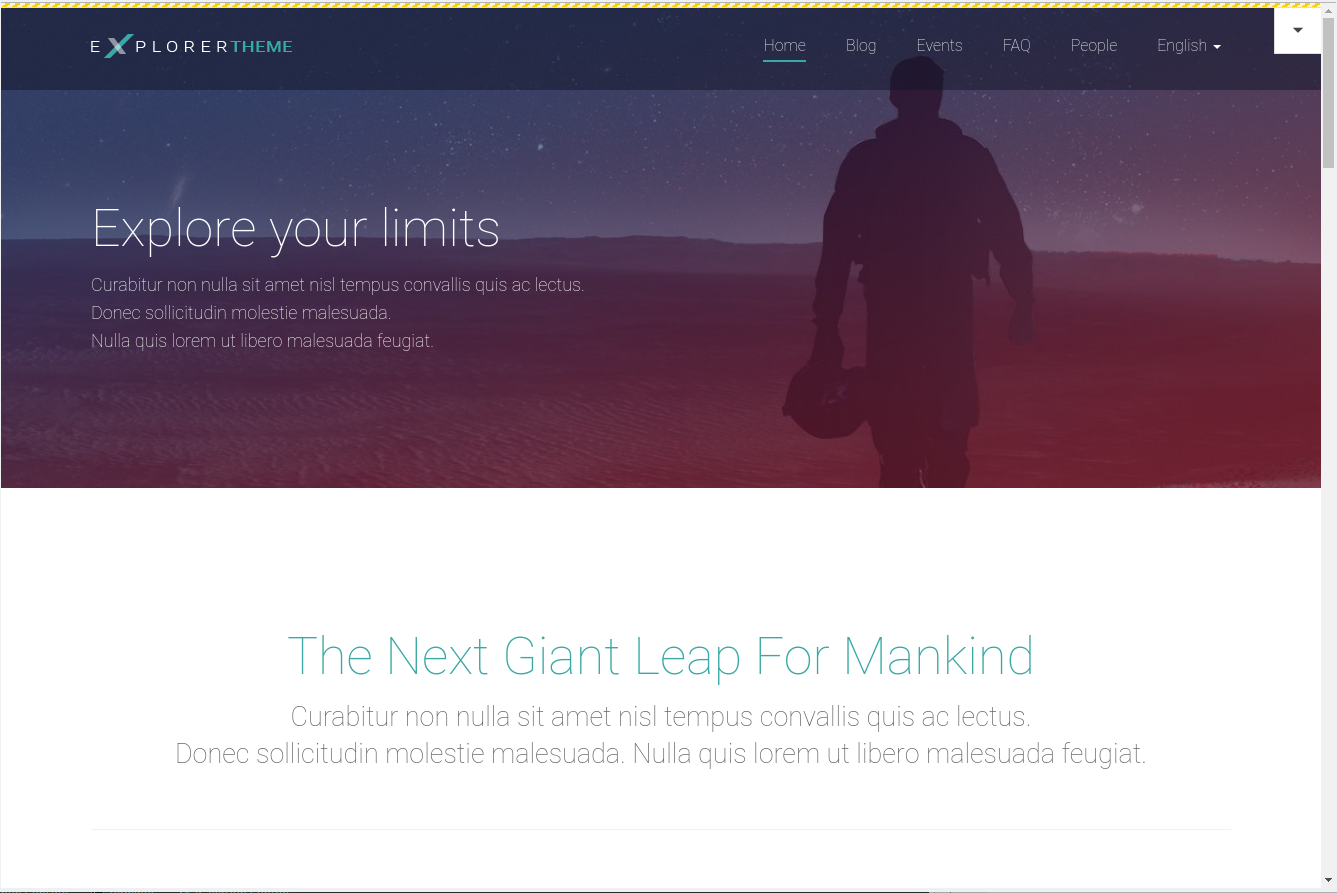 EXPLORERTHEME
Home Blog Events FAQ People English
Explore your limits
Curabitur non nulla sit amet nisl tempus convallis quis ac lectus.
Donec sollicitudin molestie malesuada.
Nulla quis lorem ut libero malesuada feugiat.
The Next Giant Leap For Mankind
Curabitur non nulla sit amet nisl tempus convallis quis ac lectus.
Donec sollicitudin molestie malesuada. Nulla quis lorem ut libero malesuada feugiat.